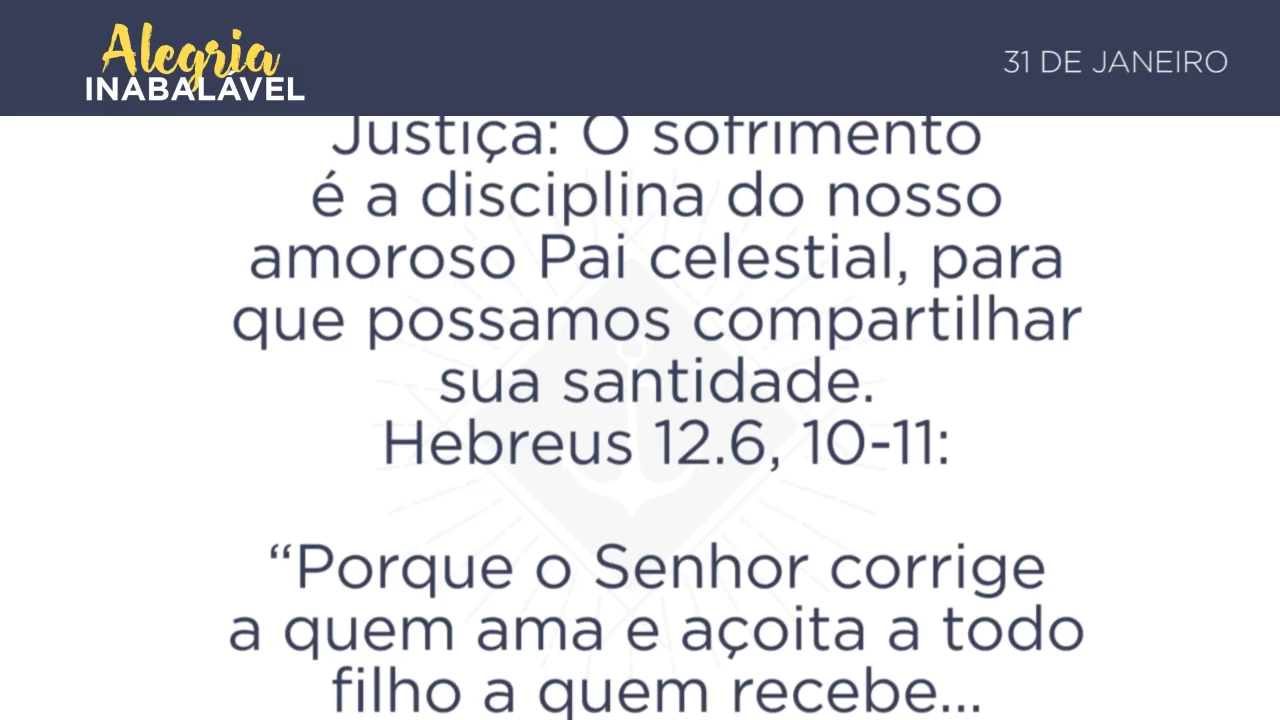 Alegria
INABALÁVEL
31 DE JANEIRO
Justiça: O sofrimento
é a disciplina do nosso
amoroso Pai celestial, para
que possamos compartilhar
sua santidade.
Hebreus 12.6, 10-11:
“Porque o Senhor corrige
a quem ama e açoita a todo
filho a quem recebe...